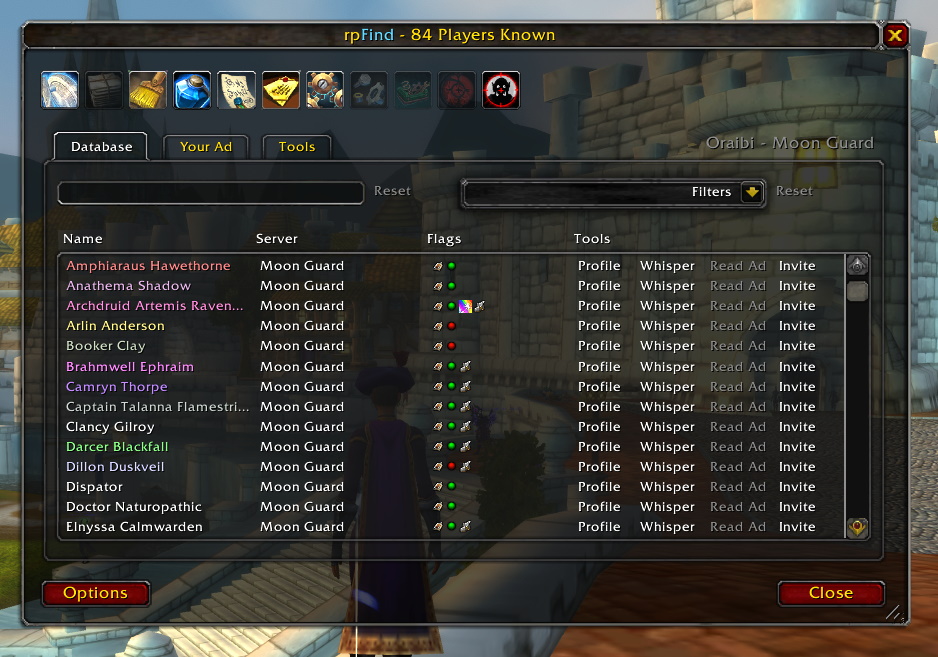 rpFind - 84 Players Known
Database Your Ad Tools Oraibi - Moon Guard
Reset Filters Reset
Name Server Flags Tools
Amphiaraus Hawethorne Moon Guard Profile Whisper Read Ad Invite
Anathema Shadow Moon Guard Profile Whisper Read Ad Invite
Archdruid Artemis Raven... Moon Guard Profile Whisper Read Ad Invite
Arlin Anderson Moon Guard Profile Whisper Read Ad Invite
Booker Clay Moon Guard Profile Whisper Read Ad Invite
Brahmwell Ephraim Moon Guard Profile Whisper Read Ad Invite
Camryn Thorpe Moon Guard Profile Whisper Read Ad Invite
Captain Talanna Flamestri... Moon Guard Profile Whisper Read Ad Invite
Clancy Gilroy Moon Guard Profile Whisper Read Ad Invite
Darcer Blackfall Moon Guard Profile Whisper Read Ad Invite
Dillon Duskveil Moon Guard Profile Whisper Read Ad Invite
Dispator Moon Guard Profile Whisper Read Ad Invite
Doctor Naturopathic Moon Guard Profile Whisper Read Ad Invite
Elnyssa Calmwarden Moon Guard Profile Whisper Read Ad Invite
Options Close